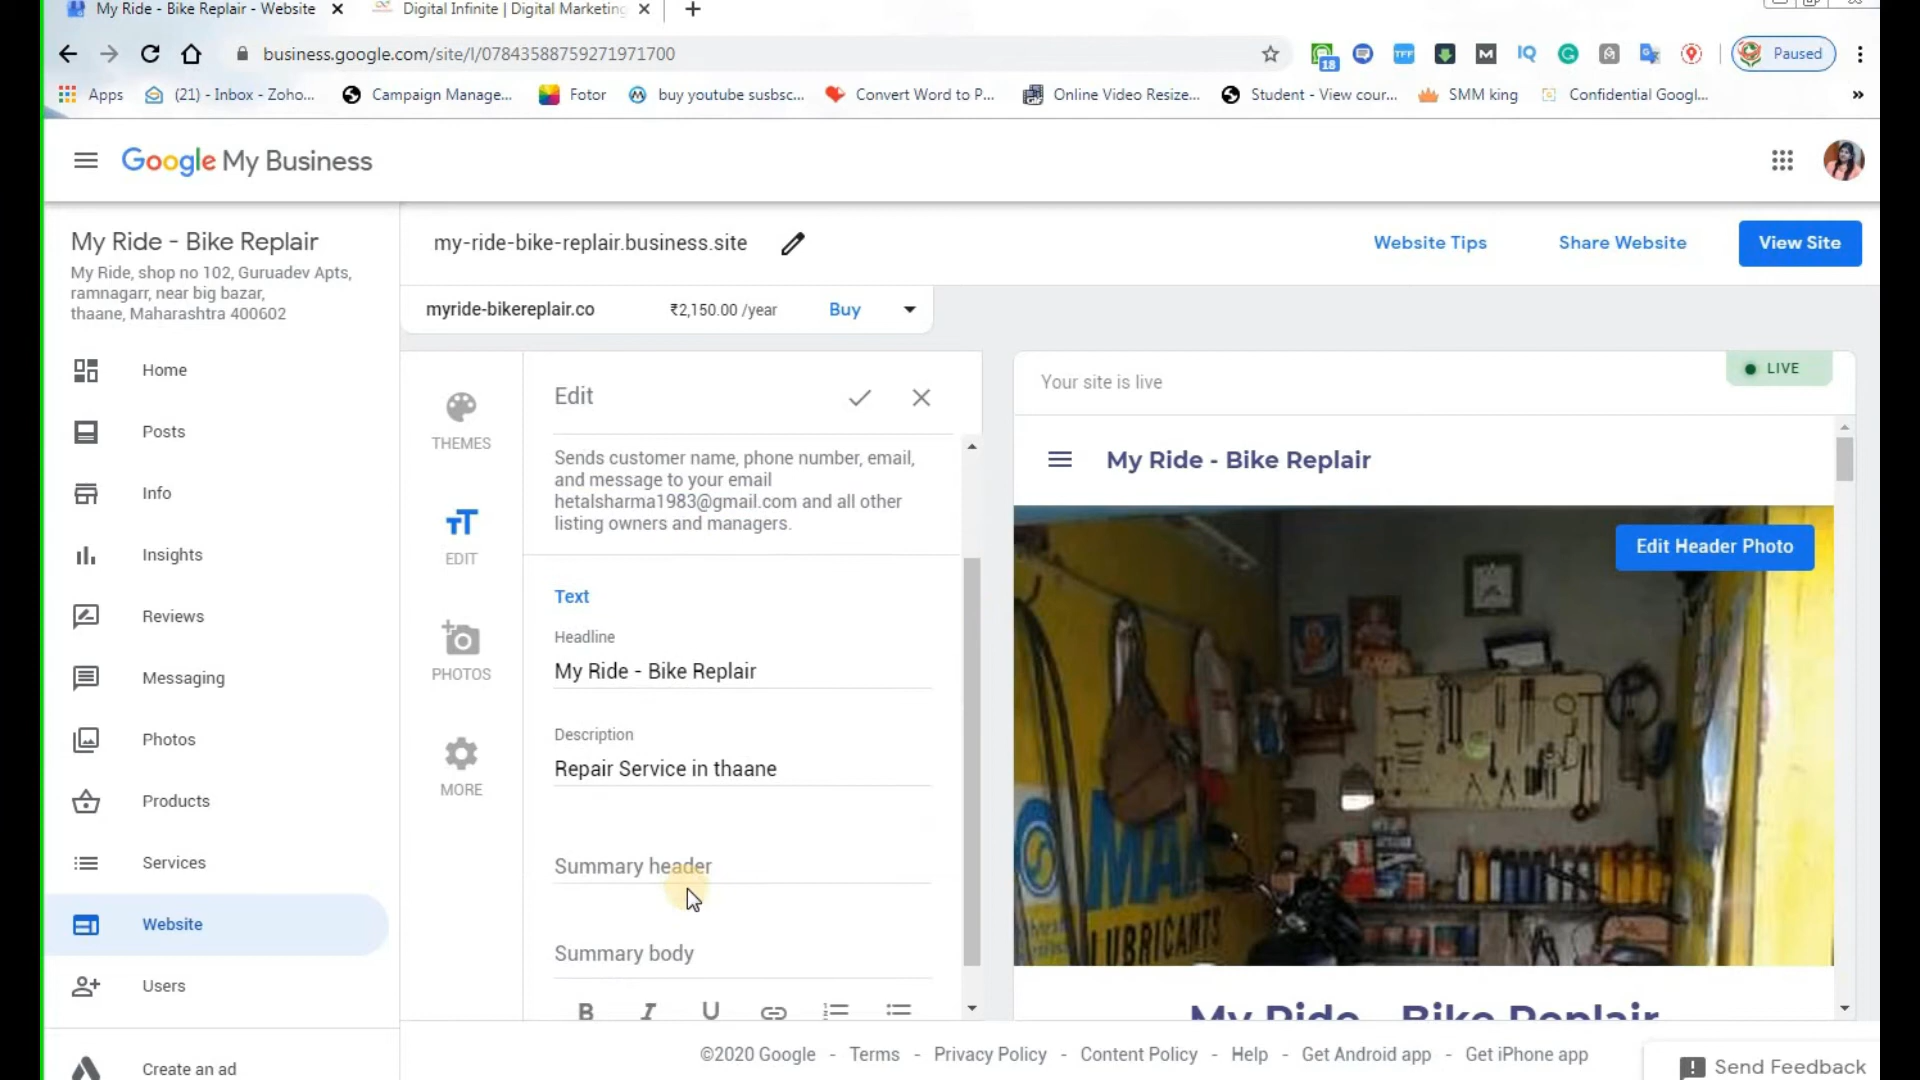 My Ride - Bike Replair - Website
Digital Infinite | Digital Marketing
business.google.com/site/l/07843588759271971700
18
TFF
M
IQ
Paused
Apps
(21) - Inbox - Zoho...
Campaign Manage...
Fotor
buy youtube susbsc...
Convert Word to P...
Online Video Resize...
Student - View cour...
SMM king
Confidential Googl...
Google My Business
My Ride - Bike Replair
My Ride, shop no 102, Guruadev Apts,
ramnagarr, near big bazar,
thaane, Maharashtra 400602
Home
Posts
Info
Insights
Reviews
Messaging
Photos
Products
Services
Website
Users
Create an ad
my-ride-bike-replair.business.site
Website Tips
Share Website
View Site
myride-bikereplair.co
₹2,150.00 /year
Buy
THEMES
EDIT
PHOTOS
MORE
Edit
Sends customer name, phone number, email,
and message to your email
hetalsharma1983@gmail.com and all other
listing owners and managers.
Text
Headline
My Ride - Bike Replair
Description
Repair Service in thaane
Summary header
Summary body
B I U
Your site is live
LIVE
My Ride - Bike Replair
Edit Header Photo
LUBRICANTS
My Ride - Bike Replair
©2020 Google - Terms - Privacy Policy - Content Policy - Help - Get Android app - Get iPhone app
Send Feedback